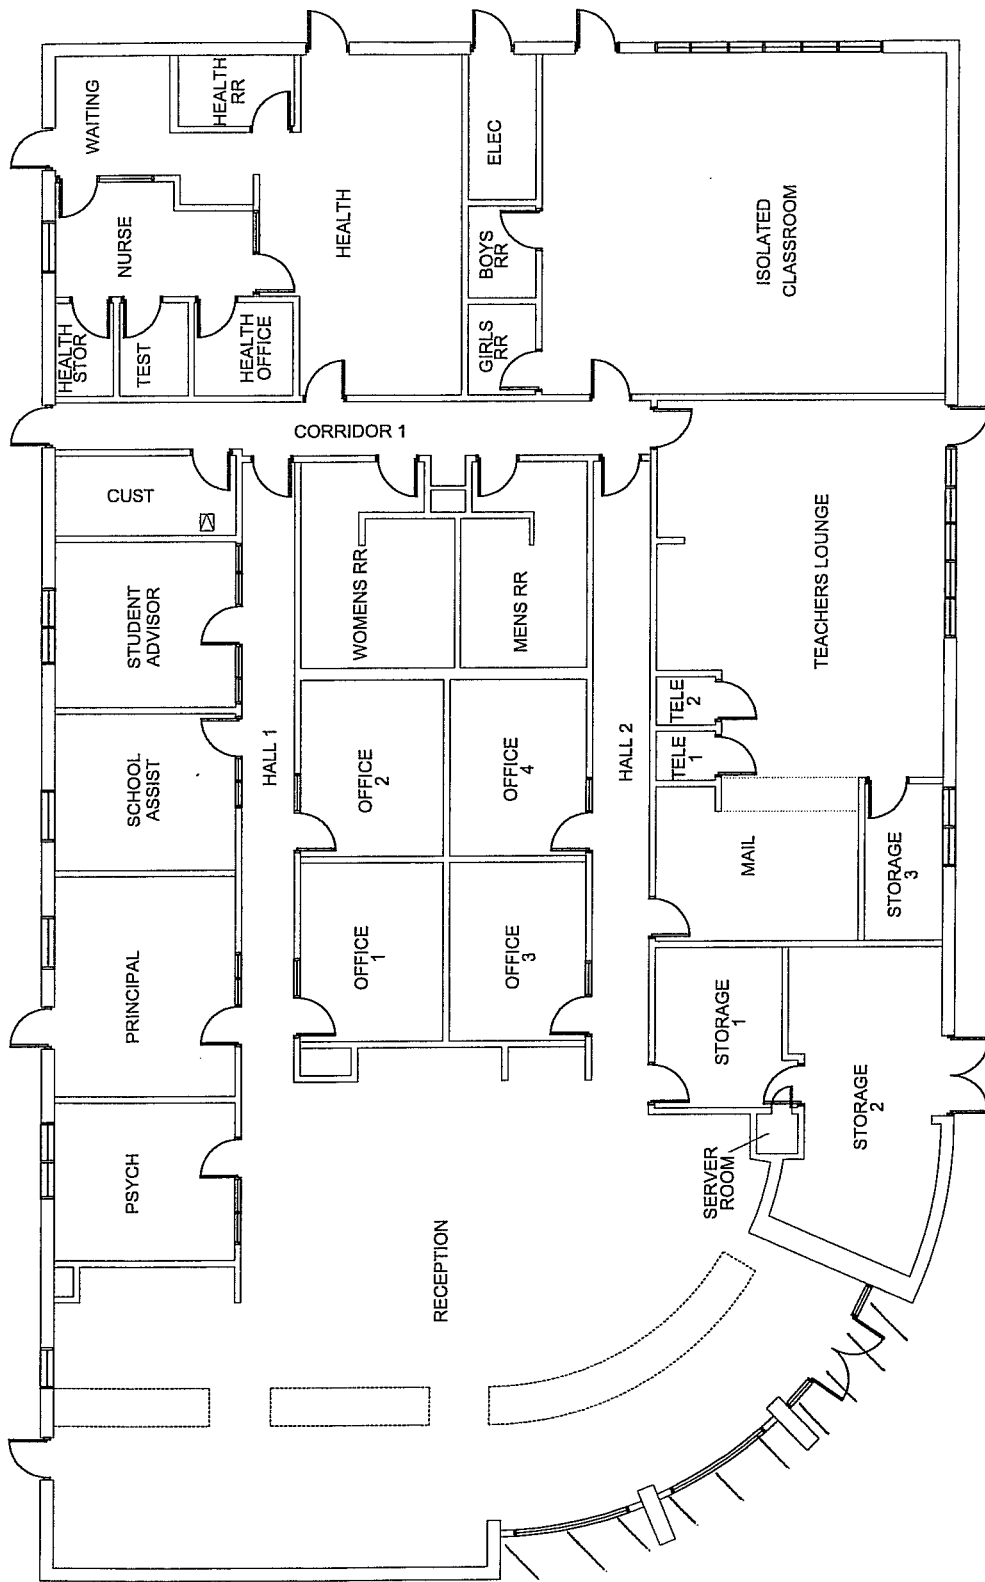 WAITING
HEALTH
RR
NURSE
HEALTH
ELEC
BOYS
RR
GIRLS
RR
ISOLATED
CLASSROOM
HEALTH
STOR
TEST
HEALTH
OFFICE
CORRIDOR 1
CUST
STUDENT
ADVISOR
WOMENS RR
MENS RR
TEACHERS LOUNGE
SCHOOL
ASSIST
HALL 1
OFFICE
2
OFFICE
4
HALL 2
TELE
2
TELE
1
MAIL
STORAGE
3
PRINCIPAL
OFFICE
1
OFFICE
3
STORAGE
1
STORAGE
2
PSYCH
SERVER
ROOM
RECEPTION